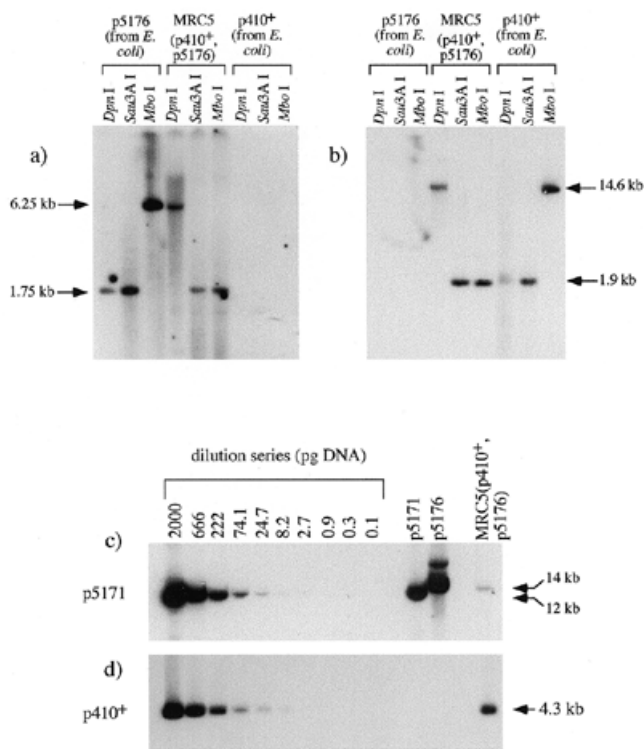 p5176
(from E.
coli)
MRC5
(p410+,
p5176)
p410+
(from E.
coli)
Dpn I
Sau3A I
Mbo I
Dpn I
Sau3A I
Mbo I
Dpn I
Sau3A I
Mbo I
a)
6.25 kb
1.75 kb
p5176
(from E.
coli)
MRC5
(p410+,
p5176)
p410+
(from E.
coli)
Dpn I
Sau3A I
Mbo I
Dpn I
Sau3A I
Mbo I
Dpn I
Sau3A I
Mbo I
b)
14.6 kb
1.9 kb
dilution series (pg DNA)
2000
666
222
74.1
24.7
8.2
2.7
0.9
0.3
0.1
p5171
p5176
MRC5(p410+,
p5176)
c)
p5171
14 kb
12 kb
d)
p410+
4.3 kb